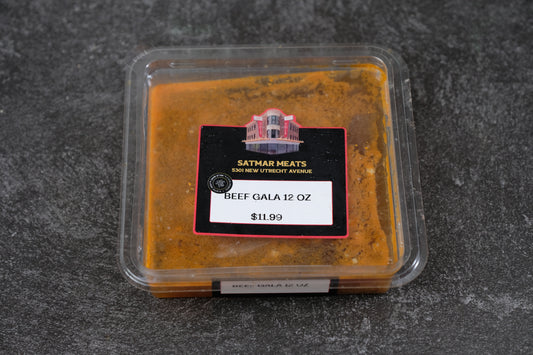 SATMAR MEATS
5301 NEW UTRECHT AVENUE
BEEF GALA 12 OZ
$11.99
BEEF GALA 12 OZ